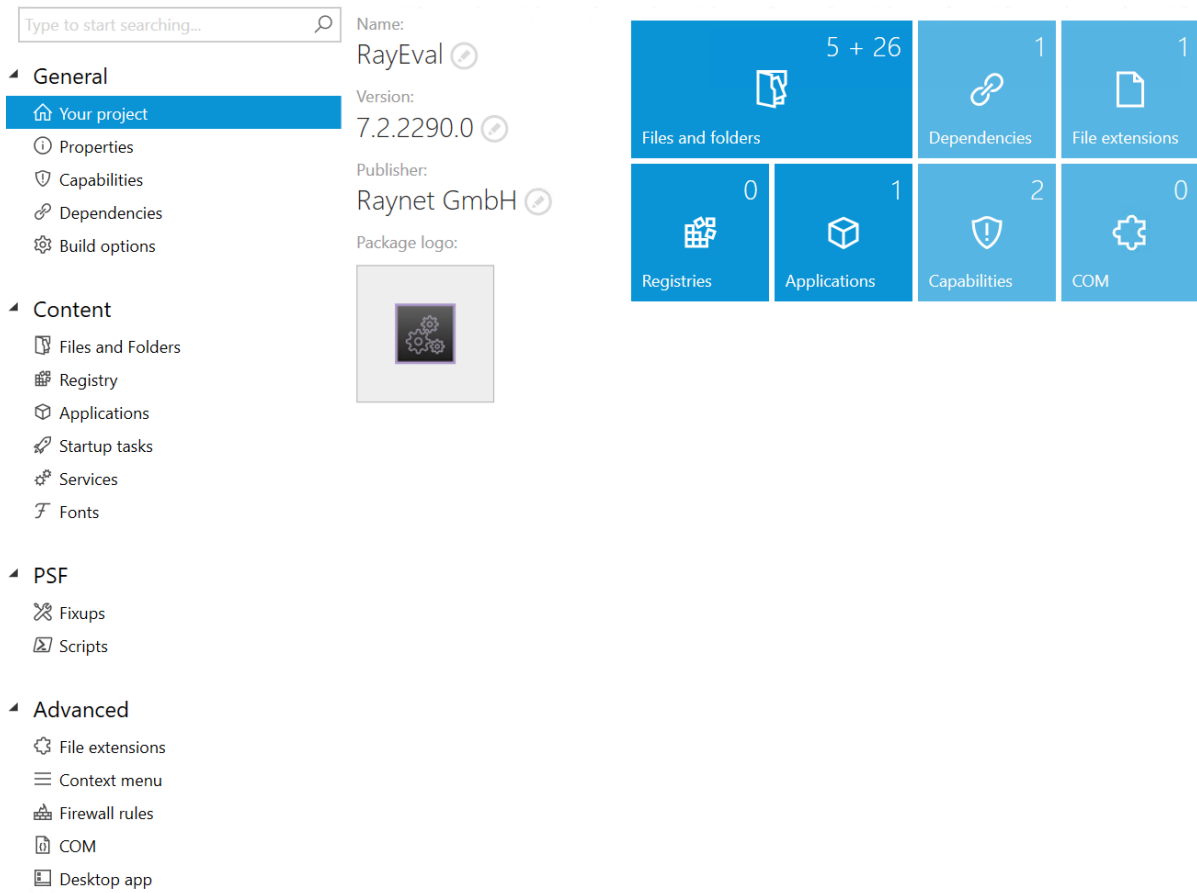 Type to start searching...
General
Your project
Properties
Capabilities
Dependencies
Build options
Content
Files and Folders
Registry
Applications
Startup tasks
Services
Fonts
PSF
Fixups
Scripts
Advanced
File extensions
Context menu
Firewall rules
COM
Desktop app
Name:
RayEval
Version:
7.2.2290.0
Publisher:
Raynet GmbH
Package logo:
5 + 26
Files and folders
1
Dependencies
1
File extensions
0
Registries
1
Applications
2
Capabilities
0
COM